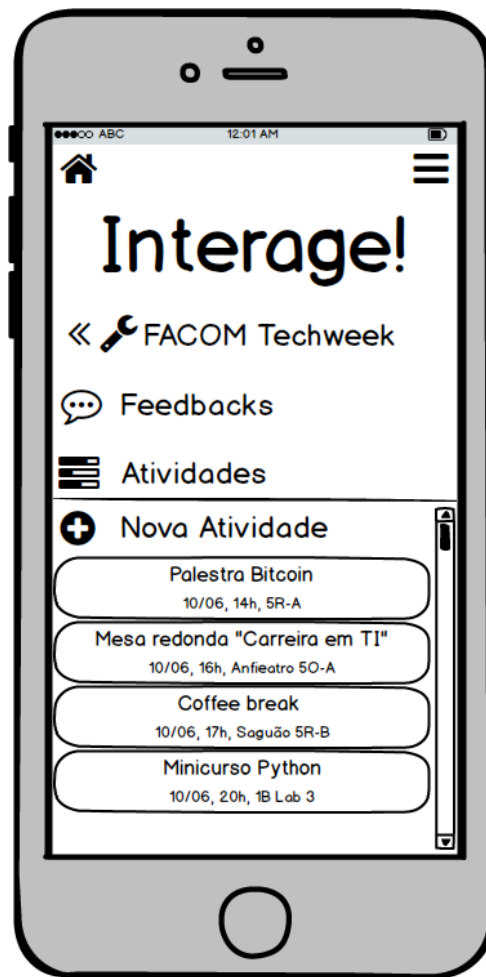 ABC 12:01 AM
Interage!
FACOM Techweek
Feedbacks
Atividades
Nova Atividade
Palestra Bitcoin
10/06, 14h, 5R-A
Mesa redonda "Carreira em TI"
10/06, 16h, Anfieatro 5O-A
Coffee break
10/06, 17h, Saguão 5R-B
Minicurso Python
10/06, 20h, 1B Lab 3